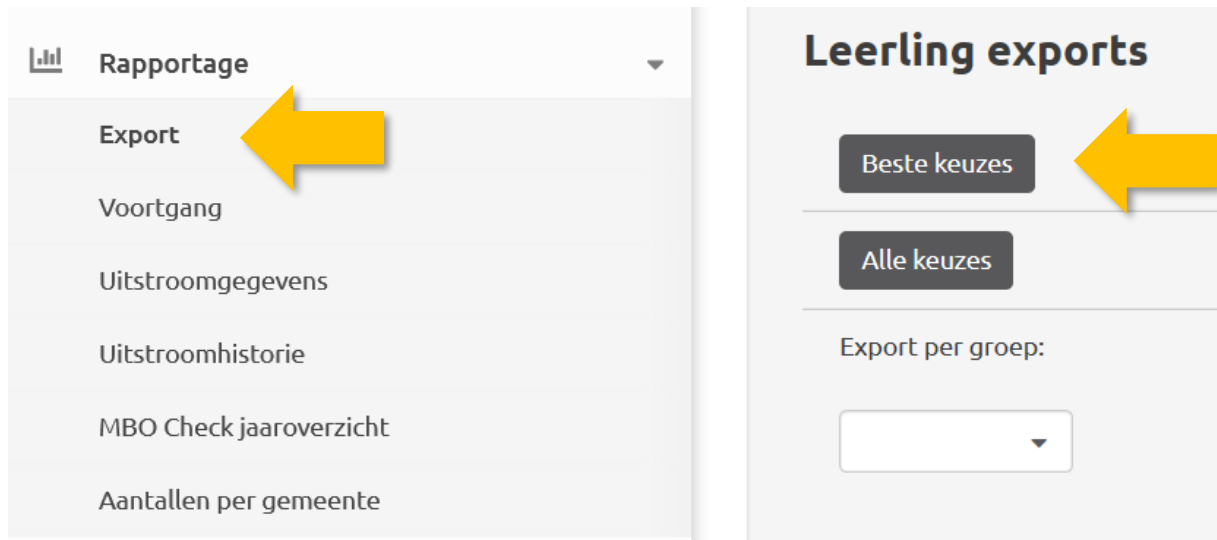 Rapportage
Export
Voortgang
Uitstroomgegevens
Uitstroomhistorie
MBO Check jaaroverzicht
Aantallen per gemeente
Leerling exports
Beste keuzes
Alle keuzes
Export per groep: